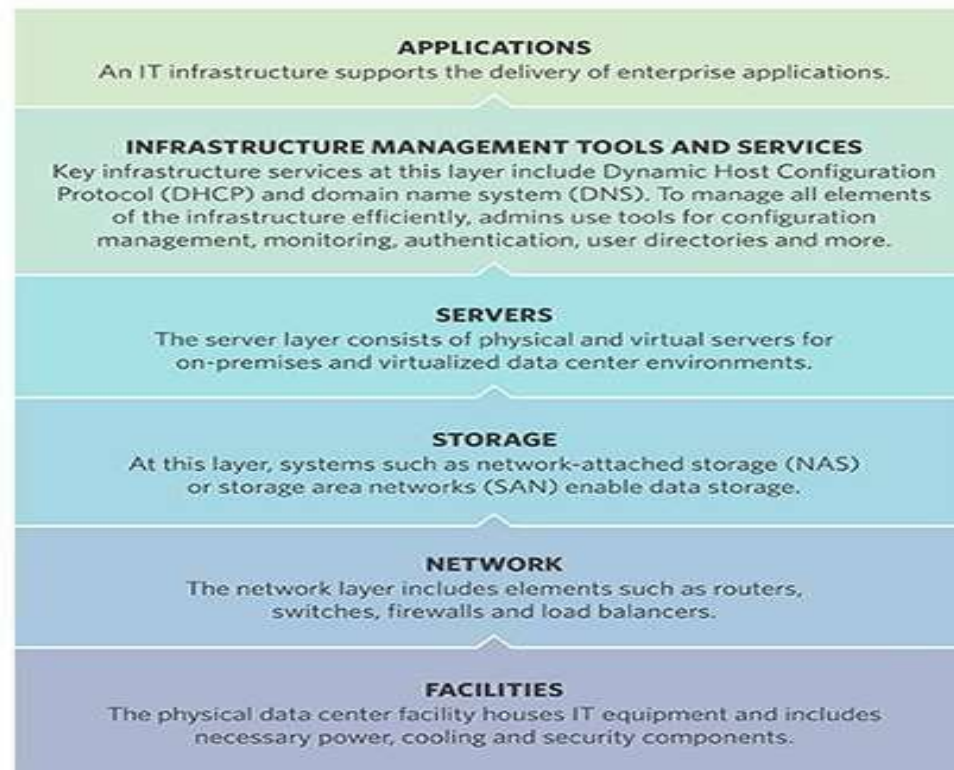 APPLICATIONS
An IT infrastructure supports the delivery of enterprise applications.
INFRASTRUCTURE MANAGEMENT TOOLS AND SERVICES
Key infrastructure services at this layer include Dynamic Host Configuration
Protocol (DHCP) and domain name system (DNS). To manage all elements
of the infrastructure efficiently, admins use tools for configuration
management, monitoring, authentication, user directories and more.
SERVERS
The server layer consists of physical and virtual servers for
on-premises and virtualized data center environments.
STORAGE
At this layer, systems such as network-attached storage (NAS)
or storage area networks (SAN) enable data storage.
NETWORK
The network layer includes elements such as routers,
switches, firewalls and load balancers.
FACILITIES
The physical data center facility houses IT equipment and includes
necessary power, cooling and security components.